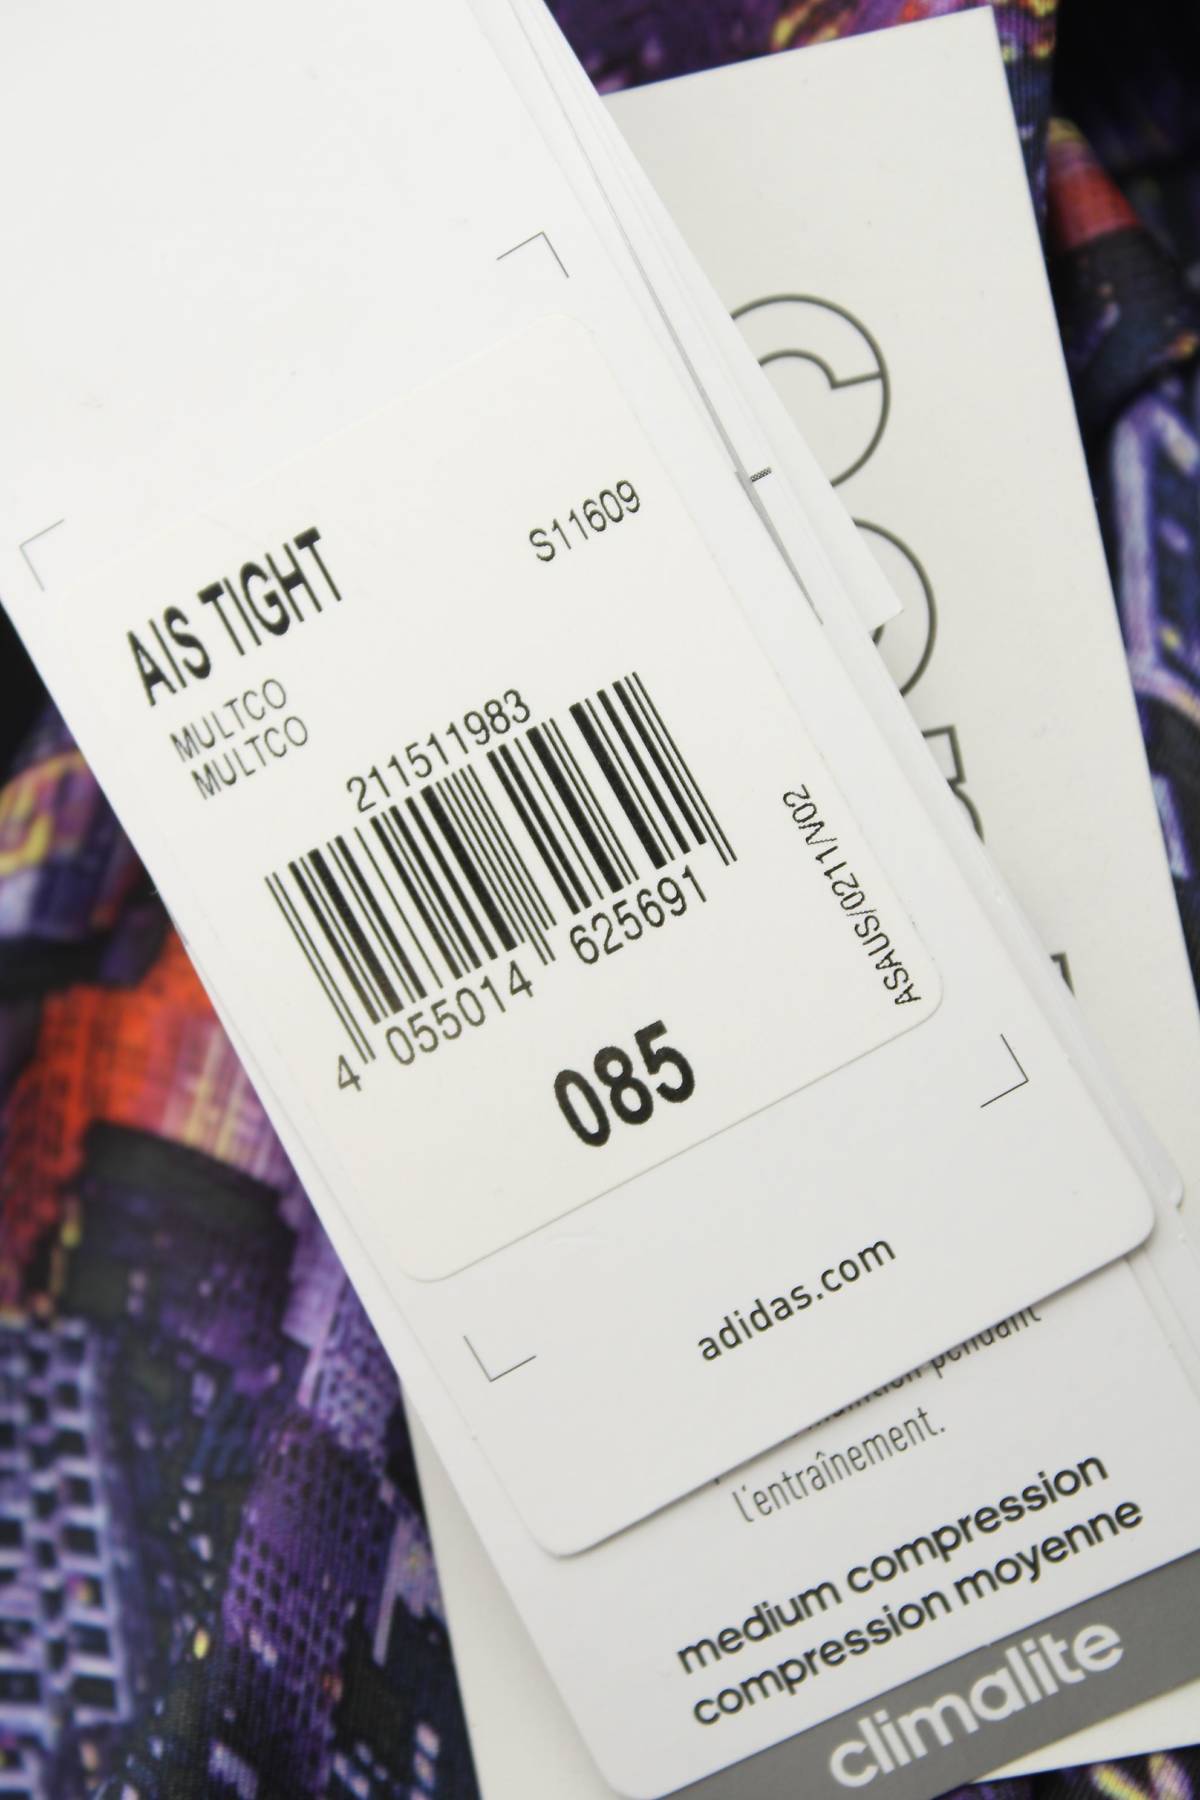 S11609
AIS TIGHT
MULTCO
MULTCO
211511983
4 055014 625691
ASAUS/0211/V02
085
adidas.com
pendant
l'entraînement.
medium compression
compression moyenne
climalite